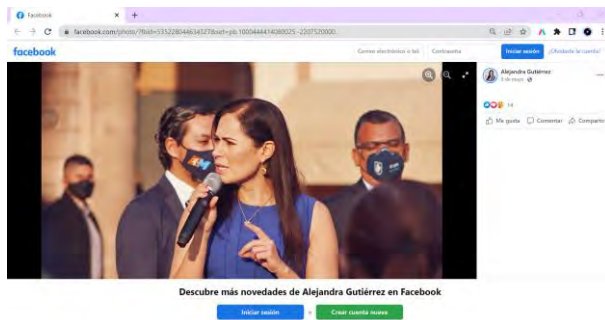 Facebook
facebook.com/photo/?fbid=
facebook
Correo electrónico o tel
Contraseña
Iniciar sesión
¿Olvidaste la cuenta?
Alejandra Gutiérrez
14
Me gusta
Comentar
Compartir
Descubre más novedades de Alejandra Gutiérrez en Facebook
Iniciar sesión
o
Crear cuenta nueva